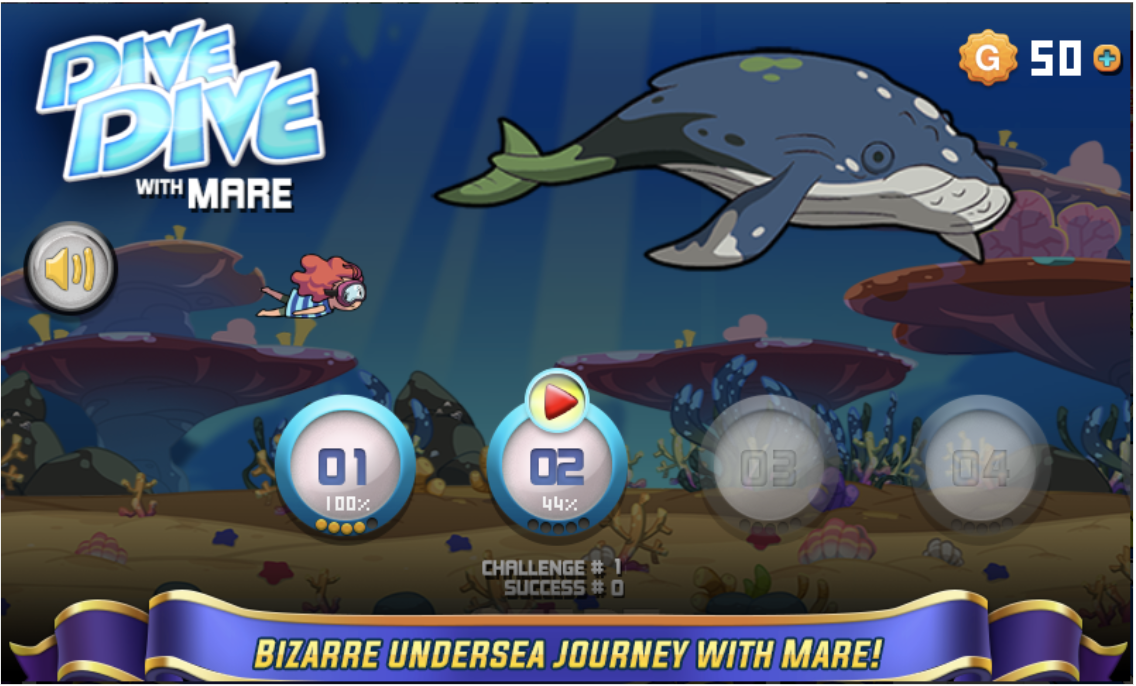 DIVE
DIVE
WITH MARE
G 50
01
100%
02
44%
03
04
CHALLENGE # 1
SUCCESS # 0
BIZARRE UNDERSEA JOURNEY WITH MARE!